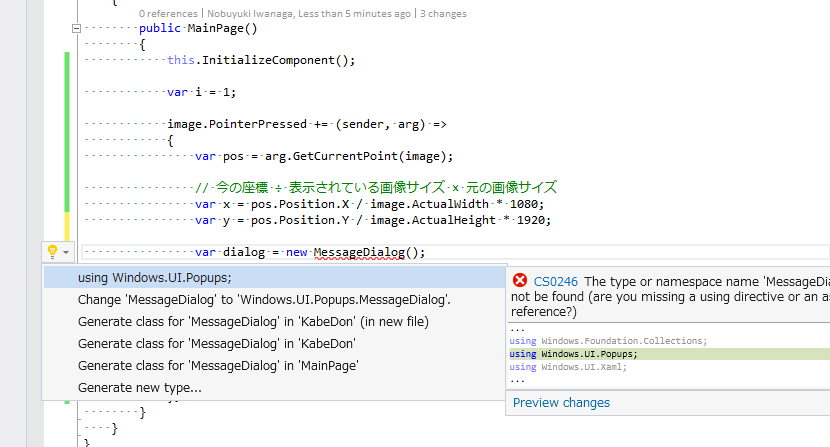 {
0 references | Nobuyuki Iwanaga, Less than 5 minutes ago | 3 changes
public MainPage()
{
this.InitializeComponent();
var i = 1;
image.PointerPressed += (sender, arg) =>
{
var pos = arg.GetCurrentPoint(image);
// 今の座標 ÷ 表示されている画像サイズ × 元の画像サイズ
var x = pos.Position.X / image.ActualWidth * 1080;
var y = pos.Position.Y / image.ActualHeight * 1920;
var dialog = new MessageDialog();
using Windows.UI.Popups;
Change 'MessageDialog' to 'Windows.UI.Popups.MessageDialog'.
Generate class for 'MessageDialog' in 'KabeDon' (in new file)
Generate class for 'MessageDialog' in 'KabeDon'
Generate class for 'MessageDialog' in 'MainPage'
Generate new type...
CS0246 The type or namespace name 'MessageDia
not be found (are you missing a using directive or an as
reference?)
...
using Windows.Foundation.Collections;
using Windows.UI.Popups;
using Windows.UI.Xaml;
...
Preview changes
}
}
}